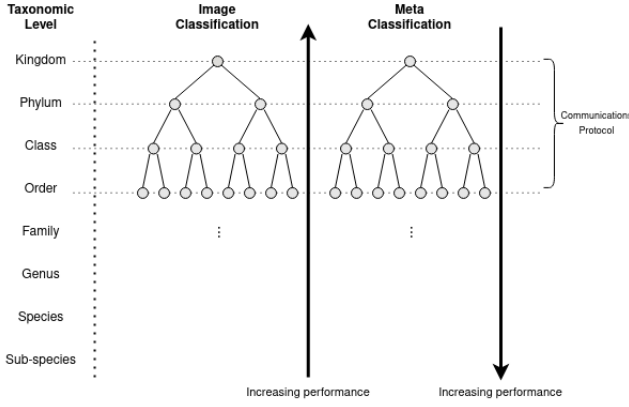 Taxonomic
Level
Image
Classification
Meta
Classification
Kingdom
Phylum
Class
Order
Family
Genus
Species
Sub-species
Communications
Protocol
Increasing performance
Increasing performance